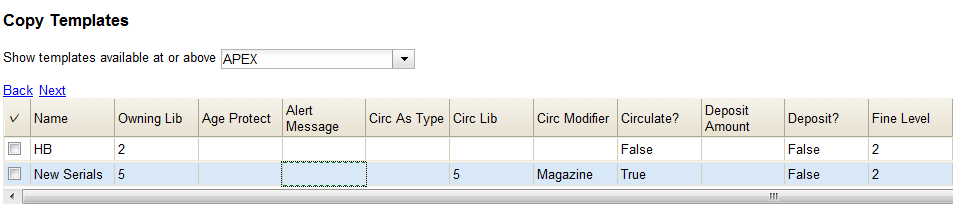 Copy Templates
Show templates available at or above APEX
Back Next
✓ Name Owning Lib Age Protect Alert Message Circ As Type Circ Lib Circ Modifier Circulate? Deposit Amount Deposit? Fine Level
HB 2 False False 2
New Serials 5 5 Magazine True False 2